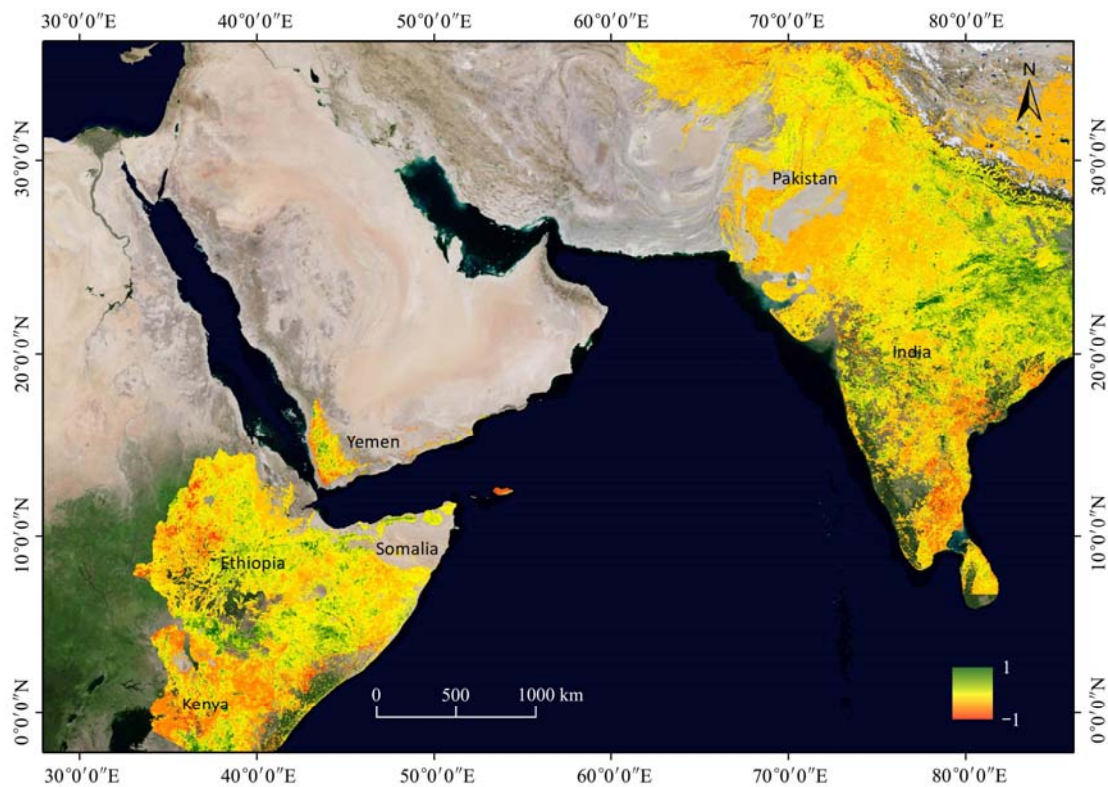 30°0′0″E 40°0′0″E 50°0′0″E 60°0′0″E 70°0′0″E 80°0′0″E
N
30°0′0″N 30°0′0″N
Pakistan
20°0′0″N 20°0′0″N
India
Yemen
10°0′0″N 10°0′0″N
Somalia
Ethiopia
1
0 500 1000 km
Kenya
0°0′0″N 0°0′0″N
−1
30°0′0″E 40°0′0″E 50°0′0″E 60°0′0″E 70°0′0″E 80°0′0″E